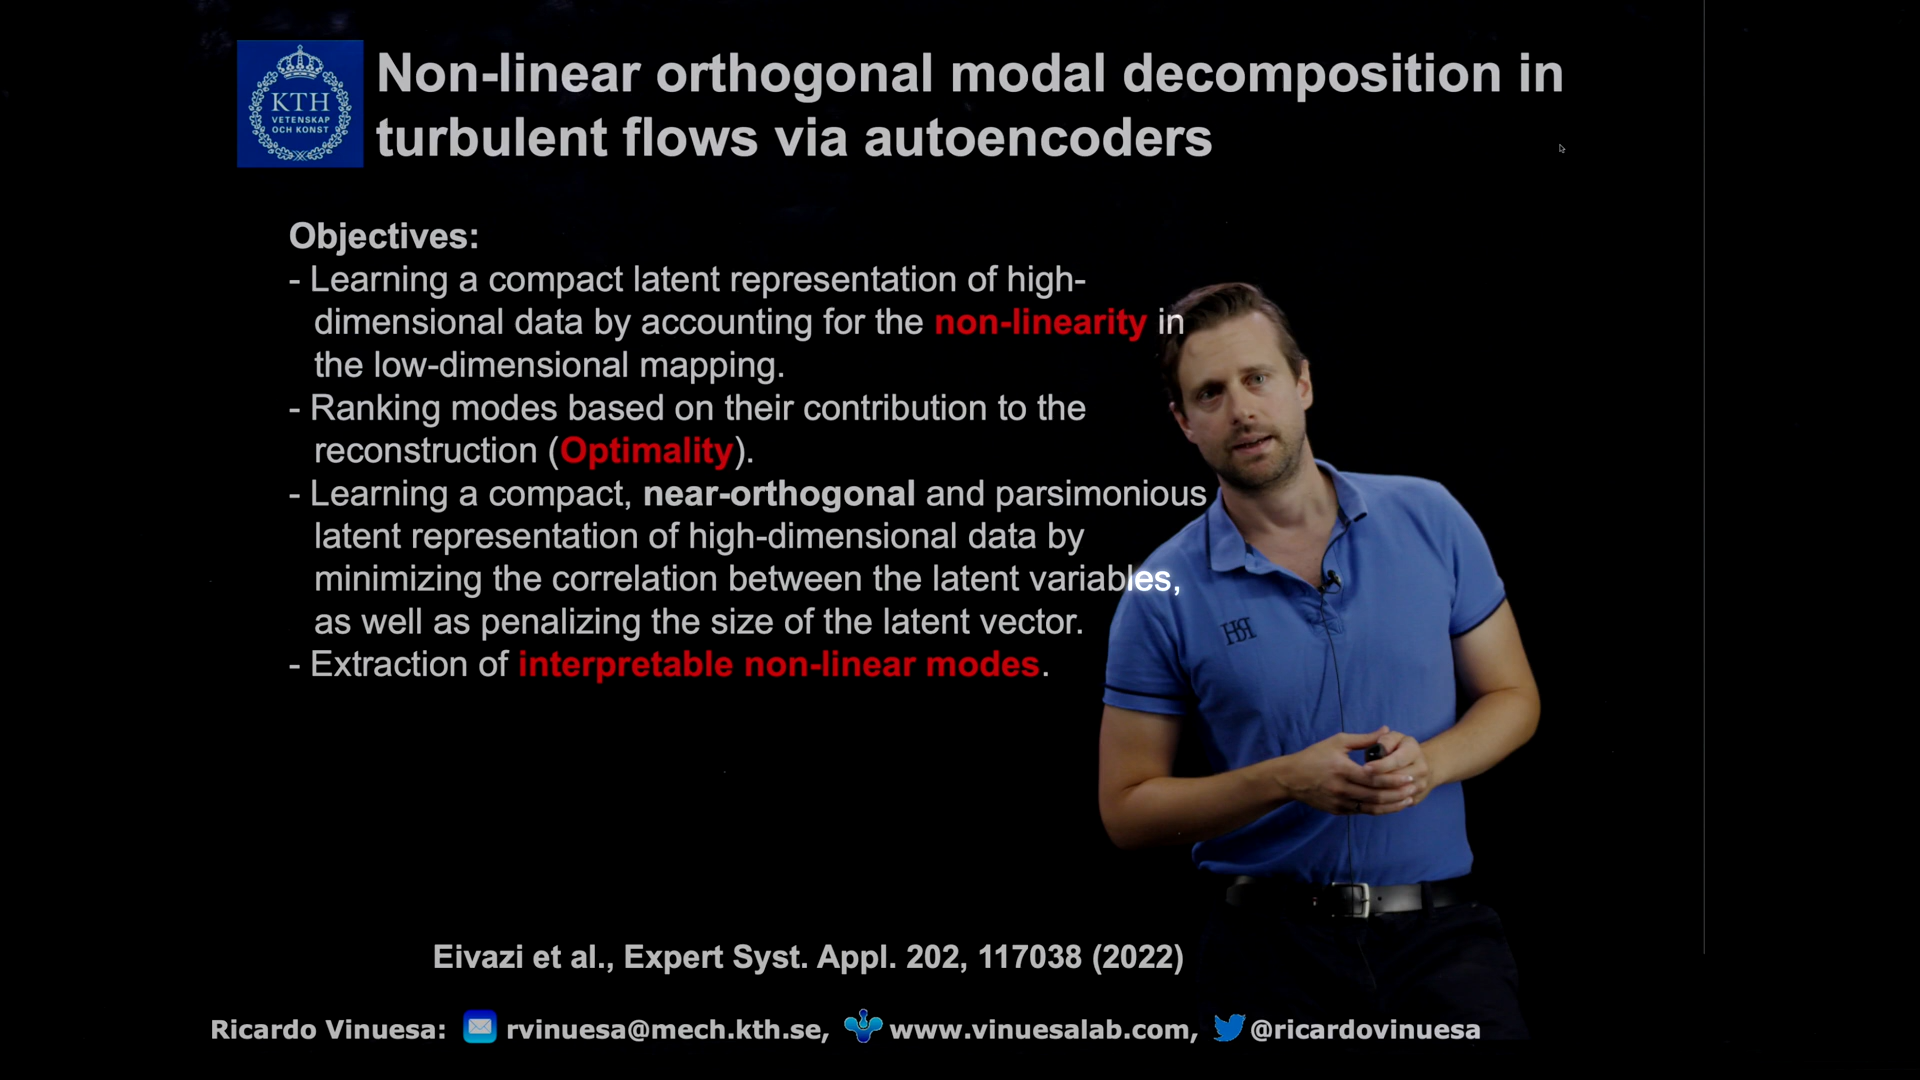 KTH
VETENSKAP
OCH KONST
Non-linear orthogonal modal decomposition in
turbulent flows via autoencoders
Objectives:
- Learning a compact latent representation of high-
dimensional data by accounting for the non-linearity in
the low-dimensional mapping.
- Ranking modes based on their contribution to the
reconstruction (Optimality).
- Learning a compact, near-orthogonal and parsimonious
latent representation of high-dimensional data by
minimizing the correlation between the latent variables,
as well as penalizing the size of the latent vector.
- Extraction of interpretable non-linear modes.
Eivazi et al., Expert Syst. Appl. 202, 117038 (2022)
Ricardo Vinuesa: rvinuesa@mech.kth.se, www.vinuesalab.com, @ricardovinuesa